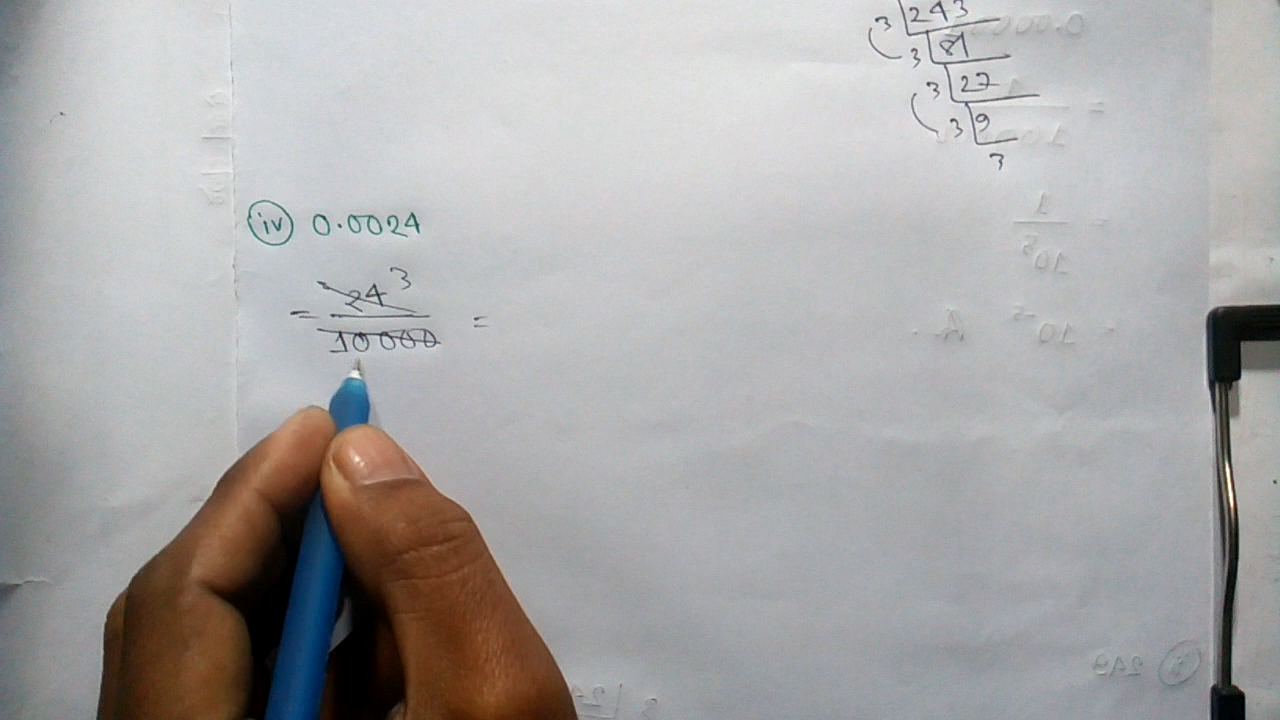 3 243
3 81
3 27
3 9
3
iv 0.0024
= 24 3 / 10000 =